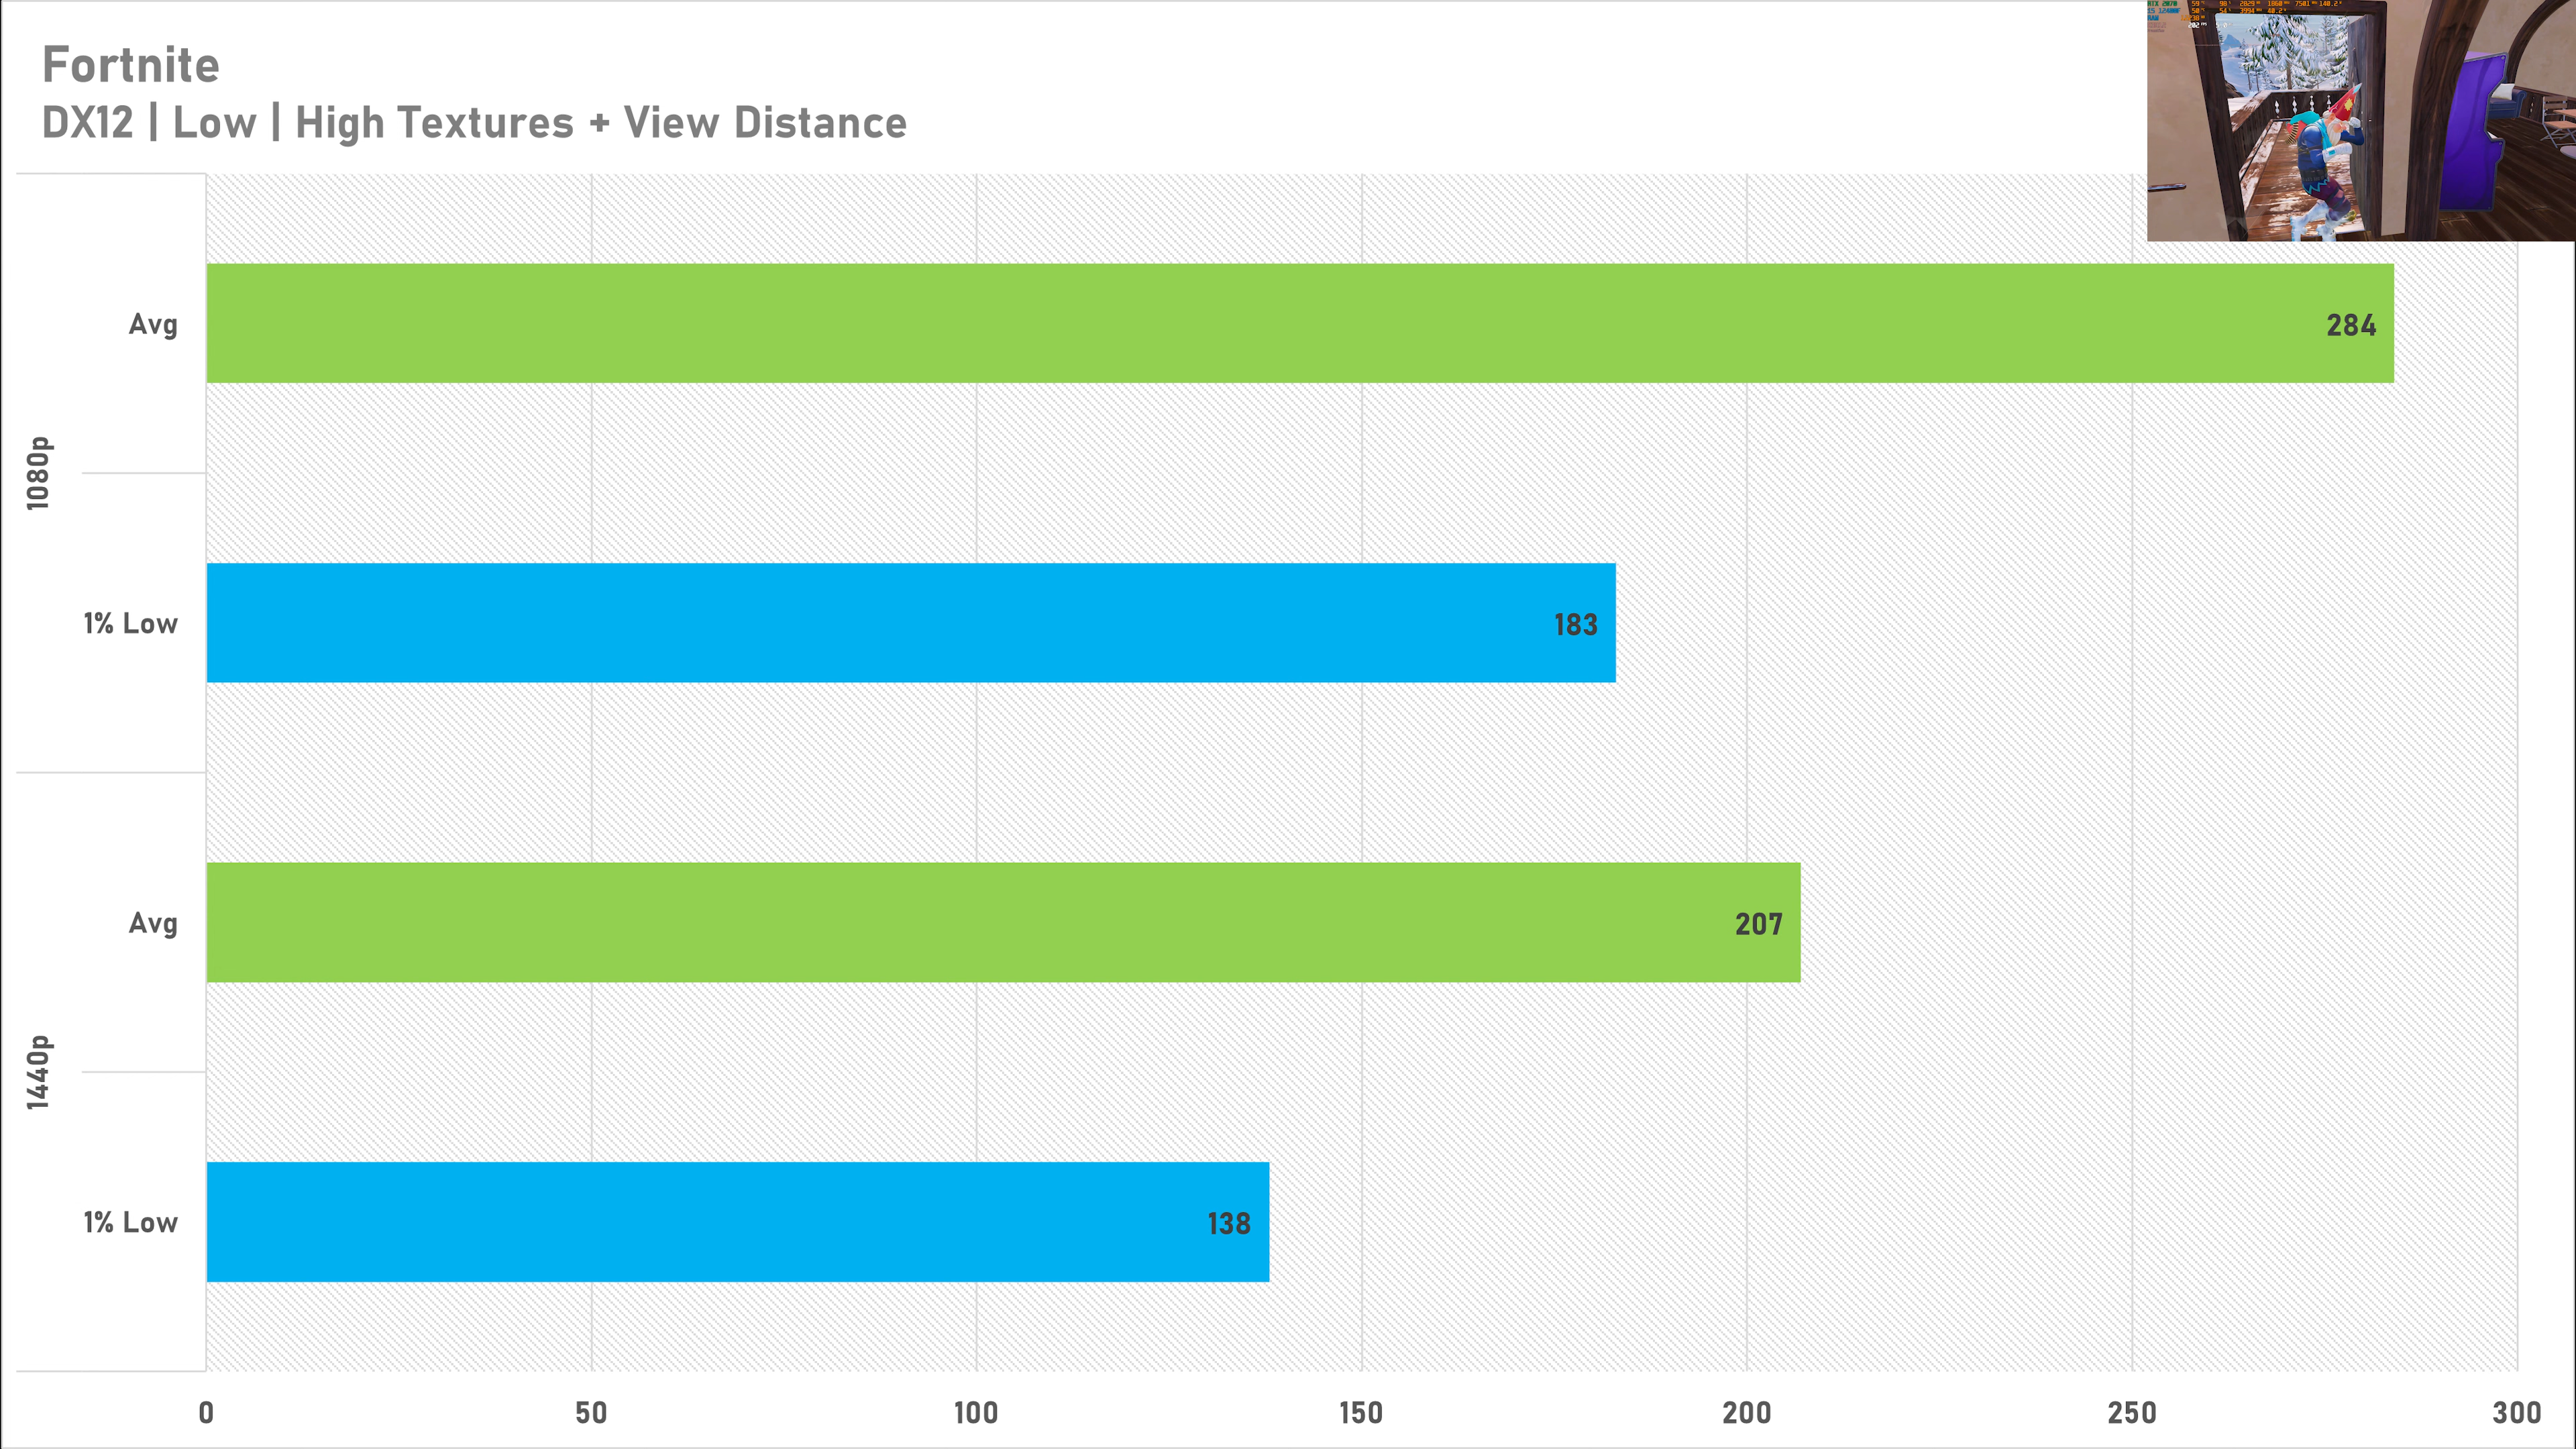 Fortnite
DX12 | Low | High Textures + View Distance
1080p
Avg
284
1% Low
183
1440p
Avg
207
1% Low
138
0 50 100 150 200 250 300